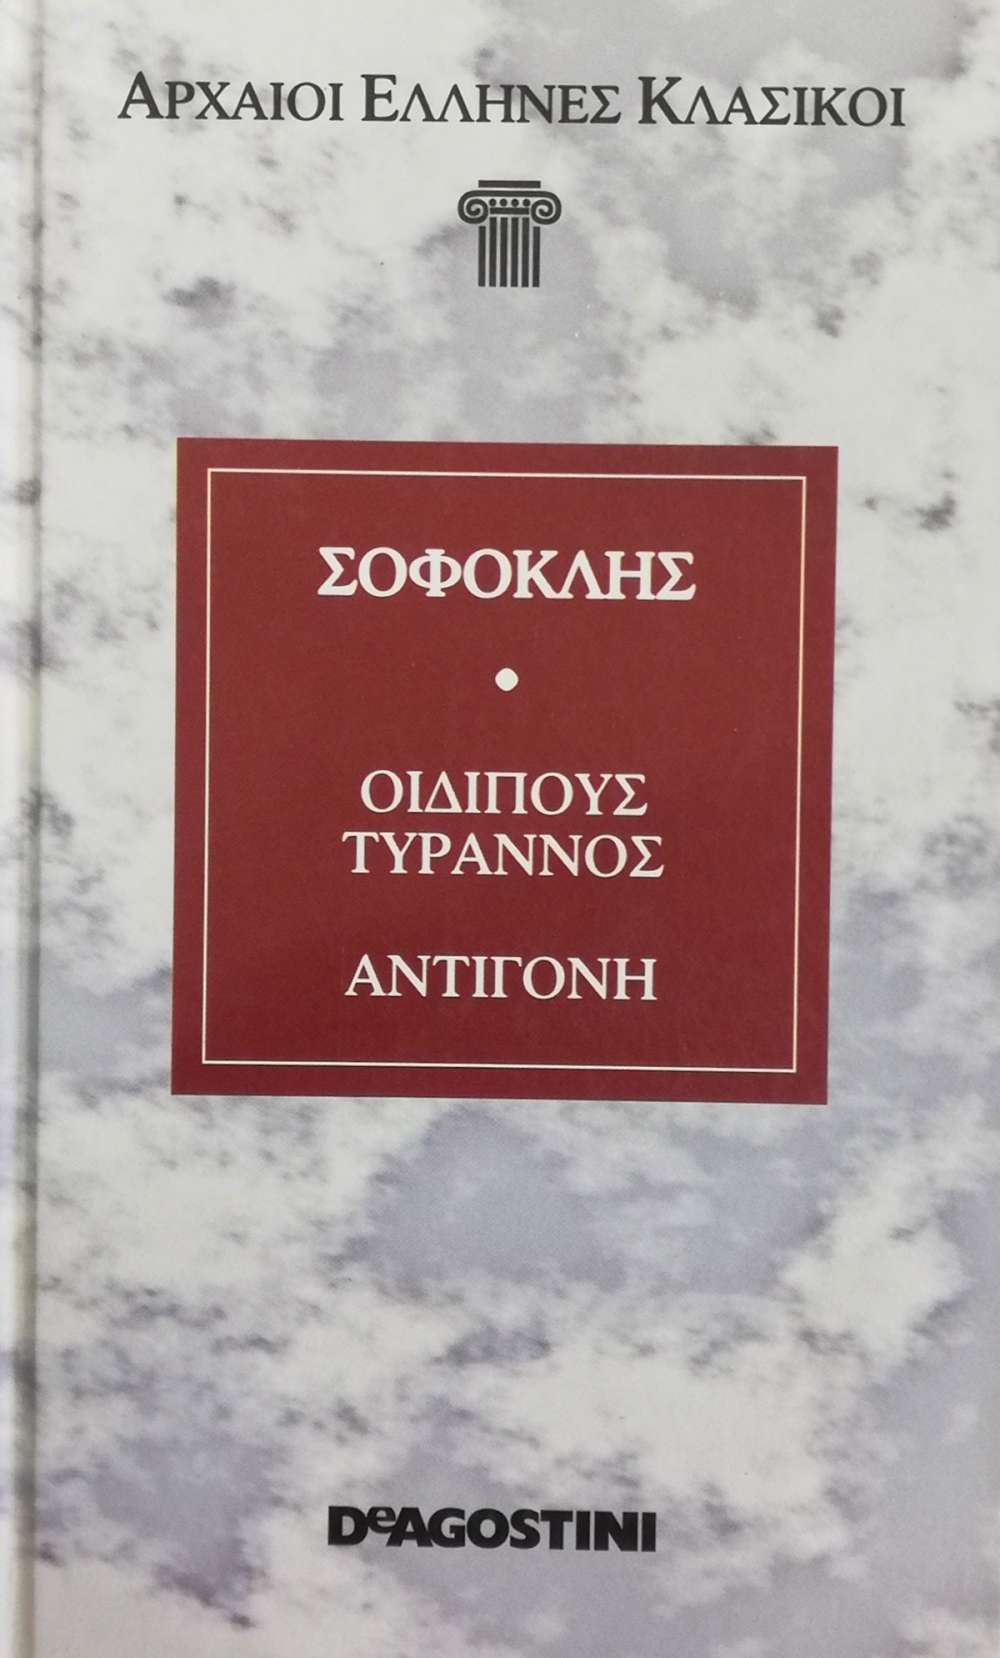 ΑΡΧΑΙΟΙ ΕΛΛΗΝΕΣ ΚΛΑΣΙΚΟΙ
ΣΟΦΟΚΛΗΣ
•
ΟΙΔΙΠΟΥΣ
ΤΥΡΑΝΝΟΣ
ΑΝΤΙΓΟΝΗ
DeAGOSTINI